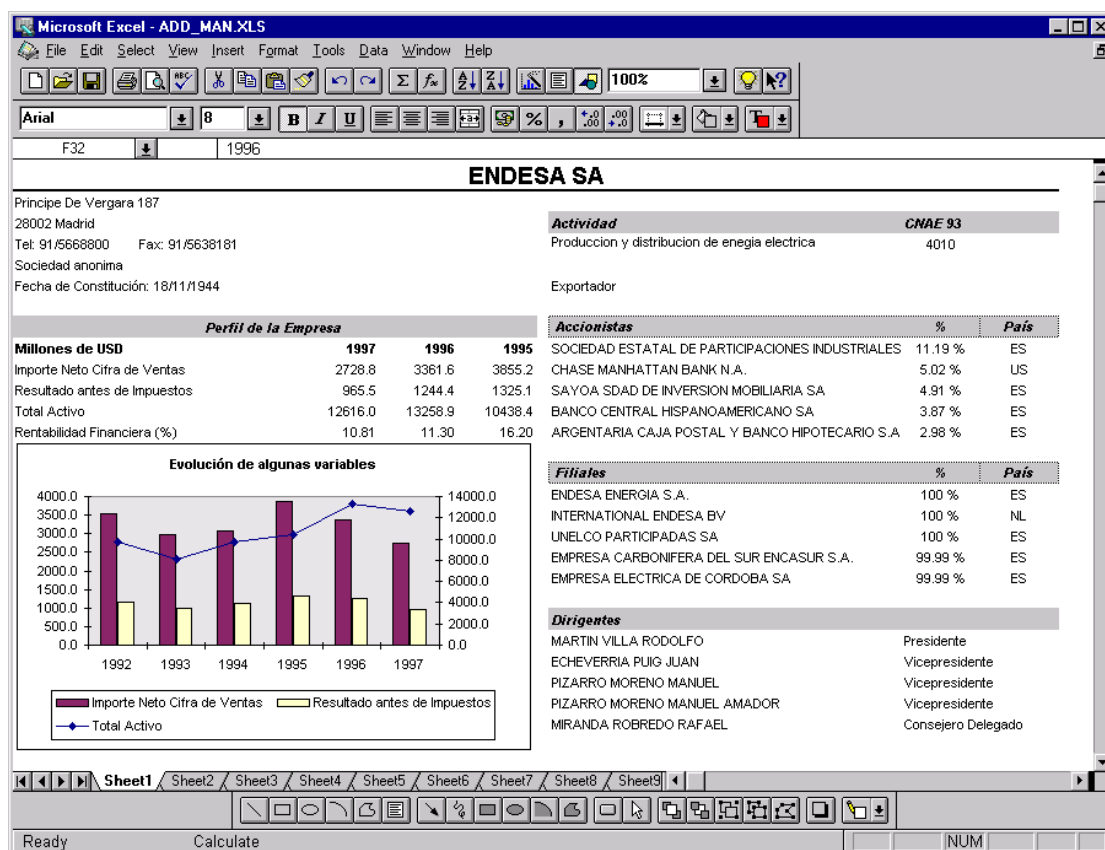 Microsoft Excel - ADD_MAN.XLS
File Edit Select View Insert Format Tools Data Window Help
100%
Arial 8 B I U
F32 1996
ENDESA SA
Principe De Vergara 187
28002 Madrid
Tel: 91/5668800 Fax: 91/5638181
Sociedad anonima
Fecha de Constitución: 18/11/1944
Actividad CNAE 93
Produccion y distribucion de enegia electrica 4010
Exportador
Perfil de la Empresa
Millones de USD 1997 1996 1995
Importe Neto Cifra de Ventas 2728.8 3361.6 3855.2
Resultado antes de Impuestos 965.5 1244.4 1325.1
Total Activo 12616.0 13258.9 10438.4
Rentabilidad Financiera (%) 10.81 11.30 16.20
Accionistas % País
SOCIEDAD ESTATAL DE PARTICIPACIONES INDUSTRIALES 11.19 % ES
CHASE MANHATTAN BANK N.A. 5.02 % US
SAYOA SDAD DE INVERSION MOBILIARIA SA 4.91 % ES
BANCO CENTRAL HISPANOAMERICANO SA 3.87 % ES
ARGENTARIA CAJA POSTAL Y BANCO HIPOTECARIO S.A 2.98 % ES
Evolución de algunas variables
4000.0 14000.0
3500.0 12000.0
3000.0 10000.0
2500.0 8000.0
2000.0 6000.0
1500.0 4000.0
1000.0 2000.0
500.0 0.0
0.0
1992 1993 1994 1995 1996 1997
Importe Neto Cifra de Ventas Resultado antes de Impuestos
Total Activo
Filiales % País
ENDESA ENERGIA S.A. 100 % ES
INTERNATIONAL ENDESA BV 100 % NL
UNELCO PARTICIPADAS SA 100 % ES
EMPRESA CARBONIFERA DEL SUR ENCASUR S.A. 99.99 % ES
EMPRESA ELECTRICA DE CORDOBA SA 99.99 % ES
Dirigentes
MARTIN VILLA RODOLFO Presidente
ECHEVERRIA PUIG JUAN Vicepresidente
PIZARRO MORENO MANUEL Vicepresidente
PIZARRO MORENO MANUEL AMADOR Vicepresidente
MIRANDA ROBREDO RAFAEL Consejero Delegado
Sheet1 Sheet2 Sheet3 Sheet4 Sheet5 Sheet6 Sheet7 Sheet8 Sheet9
Ready Calculate NUM